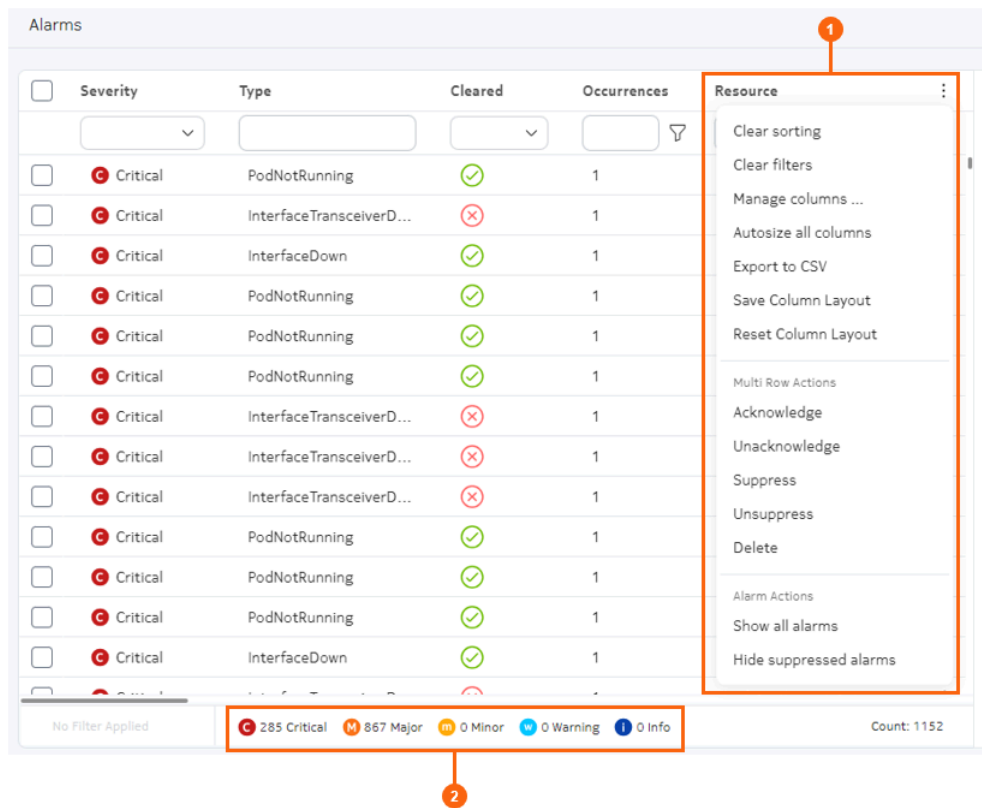 Alarms
1
Severity Type Cleared Occurrences Resource
C Critical PodNotRunning 1
C Critical InterfaceTransceiverD... 1
C Critical InterfaceDown 1
C Critical PodNotRunning 1
C Critical PodNotRunning 1
C Critical PodNotRunning 1
C Critical InterfaceTransceiverD... 1
C Critical InterfaceTransceiverD... 1
C Critical InterfaceTransceiverD... 1
C Critical PodNotRunning 1
C Critical PodNotRunning 1
C Critical PodNotRunning 1
C Critical InterfaceDown 1
Clear sorting
Clear filters
Manage columns ...
Autosize all columns
Export to CSV
Save Column Layout
Reset Column Layout
Multi Row Actions
Acknowledge
Unacknowledge
Suppress
Unsuppress
Delete
Alarm Actions
Show all alarms
Hide suppressed alarms
No Filter Applied C 285 Critical M 867 Major m 0 Minor w 0 Warning i 0 Info Count: 1152
2